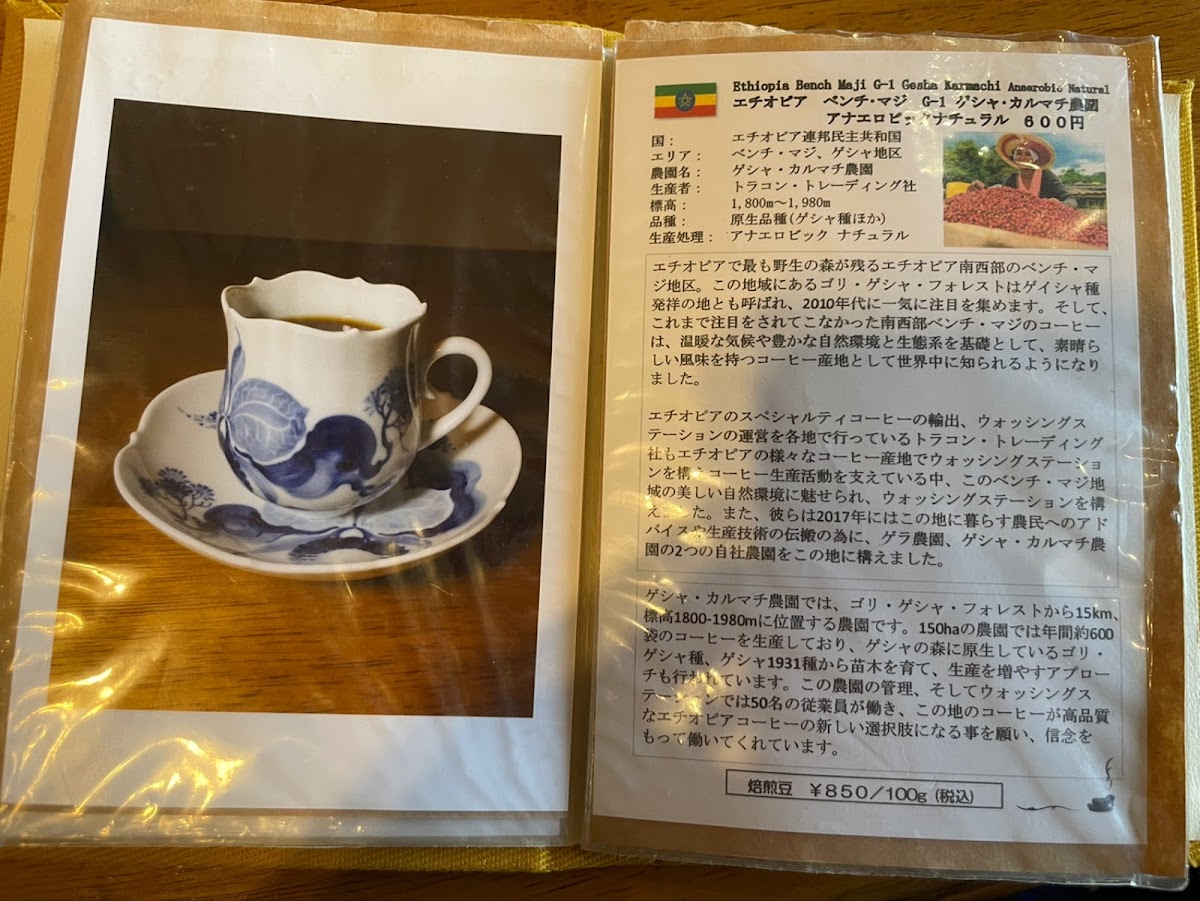 Ethiopia Bench Maji G-1 Gesha Karmachi Anaerobic Natural
エチオピア ベンチ・マジ G-1 ゲシャ・カルマチ農園
アナエロビックナチュラル 600円
国： エチオピア連邦民主共和国
エリア： ベンチ・マジ、ゲシャ地区
農園名： ゲシャ・カルマチ農園
生産者： トラコン・トレーディング社
標高： 1,800m～1,980m
品種： 原生品種(ゲシャ種ほか)
生産処理： アナエロビック ナチュラル
エチオピアで最も野生の森が残るエチオピア南西部のベンチ・マ
ジ地区。この地域にあるゴリ・ゲシャ・フォレストはゲイシャ種
発祥の地とも呼ばれ、2010年代に一気に注目を集めます。そして、
これまで注目をされてこなかった南西部ベンチ・マジのコーヒー
は、温暖な気候や豊かな自然環境と生態系を基礎として、素晴ら
しい風味を持つコーヒー産地として世界中に知られるようになり
ました。
エチオピアのスペシャルティコーヒーの輸出、ウォッシングス
テーションの運営を各地で行っているトラコン・トレーディング
社もエチオピアの様々なコーヒー産地でウォッシングステーショ
ンを構えコーヒー生産活動を支えている中、このベンチ・マジ地
域の美しい自然環境に魅せられ、ウォッシングステーションを構
えました。また、彼らは2017年にはこの地に暮らす農民へのアド
バイスや生産技術の伝搬の為に、ゲラ農園、ゲシャ・カルマチ農
園の2つの自社農園をこの地に構えました。
ゲシャ・カルマチ農園では、ゴリ・ゲシャ・フォレストから15km、
標高1800-1980mに位置する農園です。150haの農園では年間約600
袋のコーヒーを生産しており、ゲシャの森に原生しているゴリ・
ゲシャ種、ゲシャ1931種から苗木を育て、生産を増やすアプロー
チも行われています。この農園の管理、そしてウォッシングス
テーションでは50名の従業員が働き、この地のコーヒーが高品質
なエチオピアコーヒーの新しい選択肢になる事を願い、信念を
もって働いてくれています。
焙煎豆 ￥850／100g (税込)